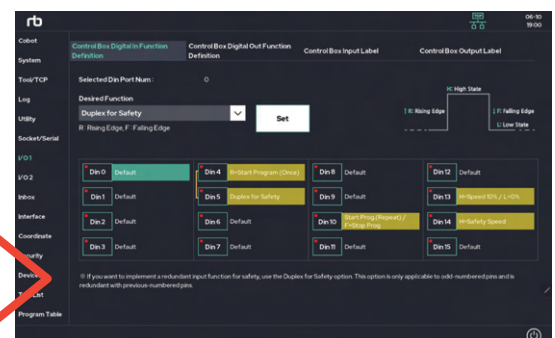 rb
06-10
19:00
Cobot
System
Tool/TCP
Log
Utility
Socket/Serial
I/O 1
I/O 2
Inbox
Interface
Coordinate
Program Table
Control Box Digital In Function
Definition
Control Box Digital Out Function
Definition
Control Box Input Label
Control Box Output Label
Selected Din Port Num :
0
Desired Function
Duplex for Safety
Set
R: Rising Edge, F: Falling Edge
H: High State
R: Rising Edge
F: Falling Edge
L: Low State
Din 0 Default
Din 4 R=Start Program (Once)
Din 8 Default
Din 12 Default
Din 1 Default
Din 5 Duplex for Safety
Din 9 Default
Din 13 H=Speed 10% / L=0%
Din 2 Default
Din 6 Default
Din 10 Start Prog.(Repeat) /
F=Stop Prog
Din 14 H=Safety Speed
Din 3 Default
Din 7 Default
Din 11 Default
Din 15 Default
※ If you want to implement a redundant input function for safety, use the Duplex for Safety option. This option is only applicable to odd-numbered pins and is
redundant with previous-numbered pins.